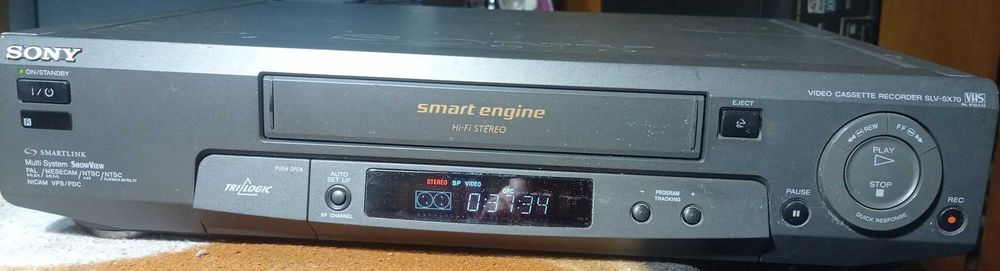 SONY
ON/STANDBY
I/⏻
SMARTLINK
Multi System SHOWVIEW
PAL /MESECAM/NTSC /NTSC
NICAM VPS/PDC
smart engine
Hi-Fi STEREO
EJECT
VIDEO CASSETTE RECORDER SLV-SX70 VHS
PUSH OPEN
TRILOGIC
AUTO
SET UP
RF CHANNEL
STEREO SP VIDEO OPC
0:37:34
PROGRAM
TRACKING
REW
FF
PLAY
STOP
QUICK RESPONSE
PAUSE
REC